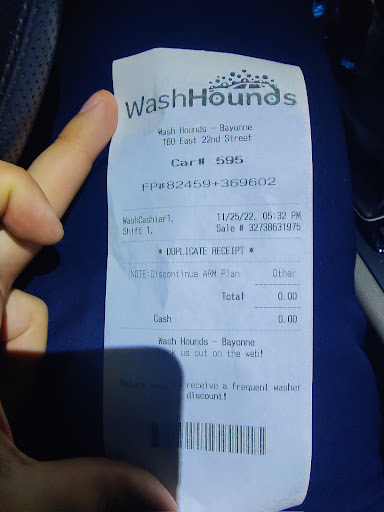 WashHounds
Wash Hounds - Bayonne
160 East 22nd Street
Car# 595
FP#82459+369602
WashCashier1, 11/25/22, 05:32 PM
Shift 1, Sale # 32738631975
* DUPLICATE RECEIPT *
NOTE:Discontinue ARM Plan Other
Total 0.00
Cash 0.00
Wash Hounds - Bayonne
us out on the web!
receive a frequent washer
discount!